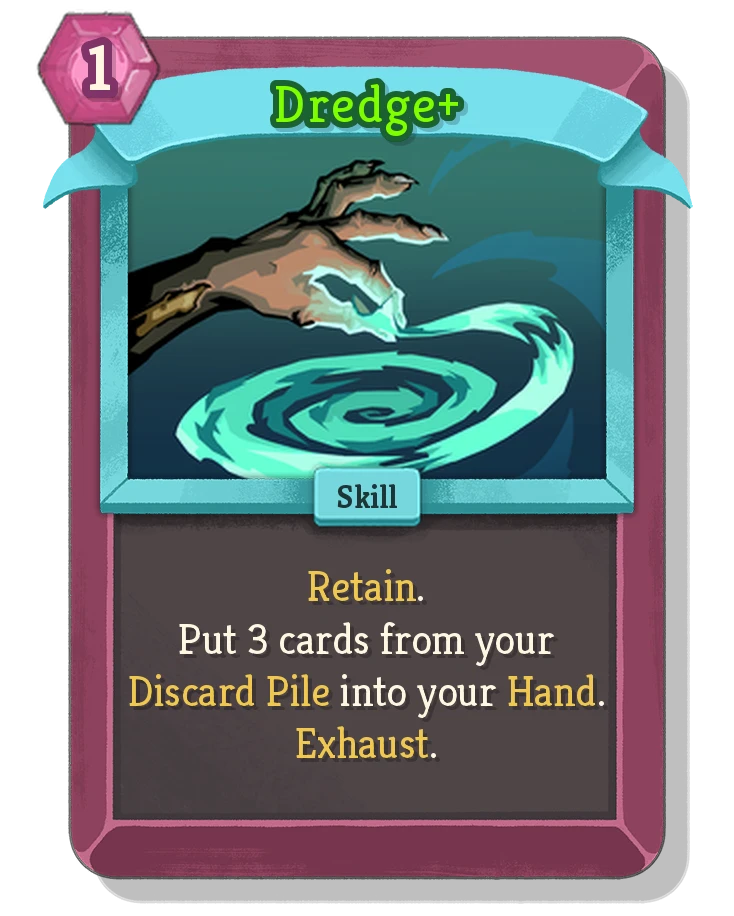 1
Dredge+
Skill
Retain.
Put 3 cards from your
Discard Pile into your Hand.
Exhaust.